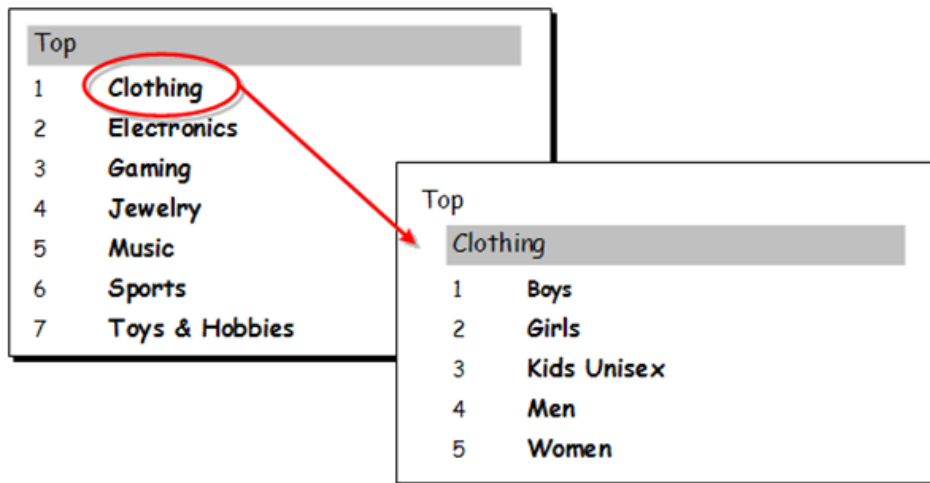 Top
1 Clothing
2 Electronics
3 Gaming
4 Jewelry
5 Music
6 Sports
7 Toys & Hobbies
Top
Clothing
1 Boys
2 Girls
3 Kids Unisex
4 Men
5 Women